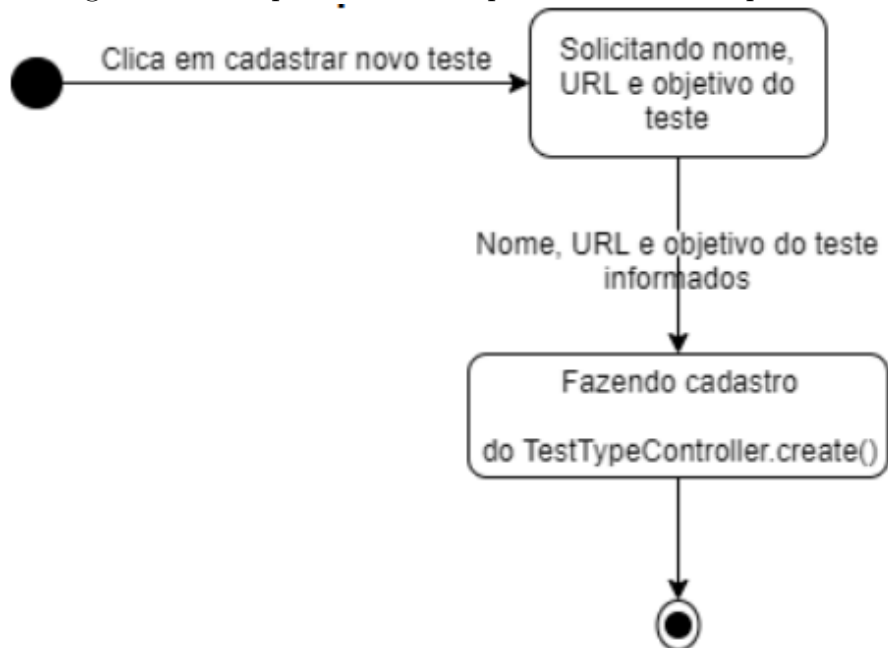 Clica em cadastrar novo teste
Solicitando nome,
URL e objetivo do
teste
Nome, URL e objetivo do teste
informados
Fazendo cadastro
do TestTypeController.create()